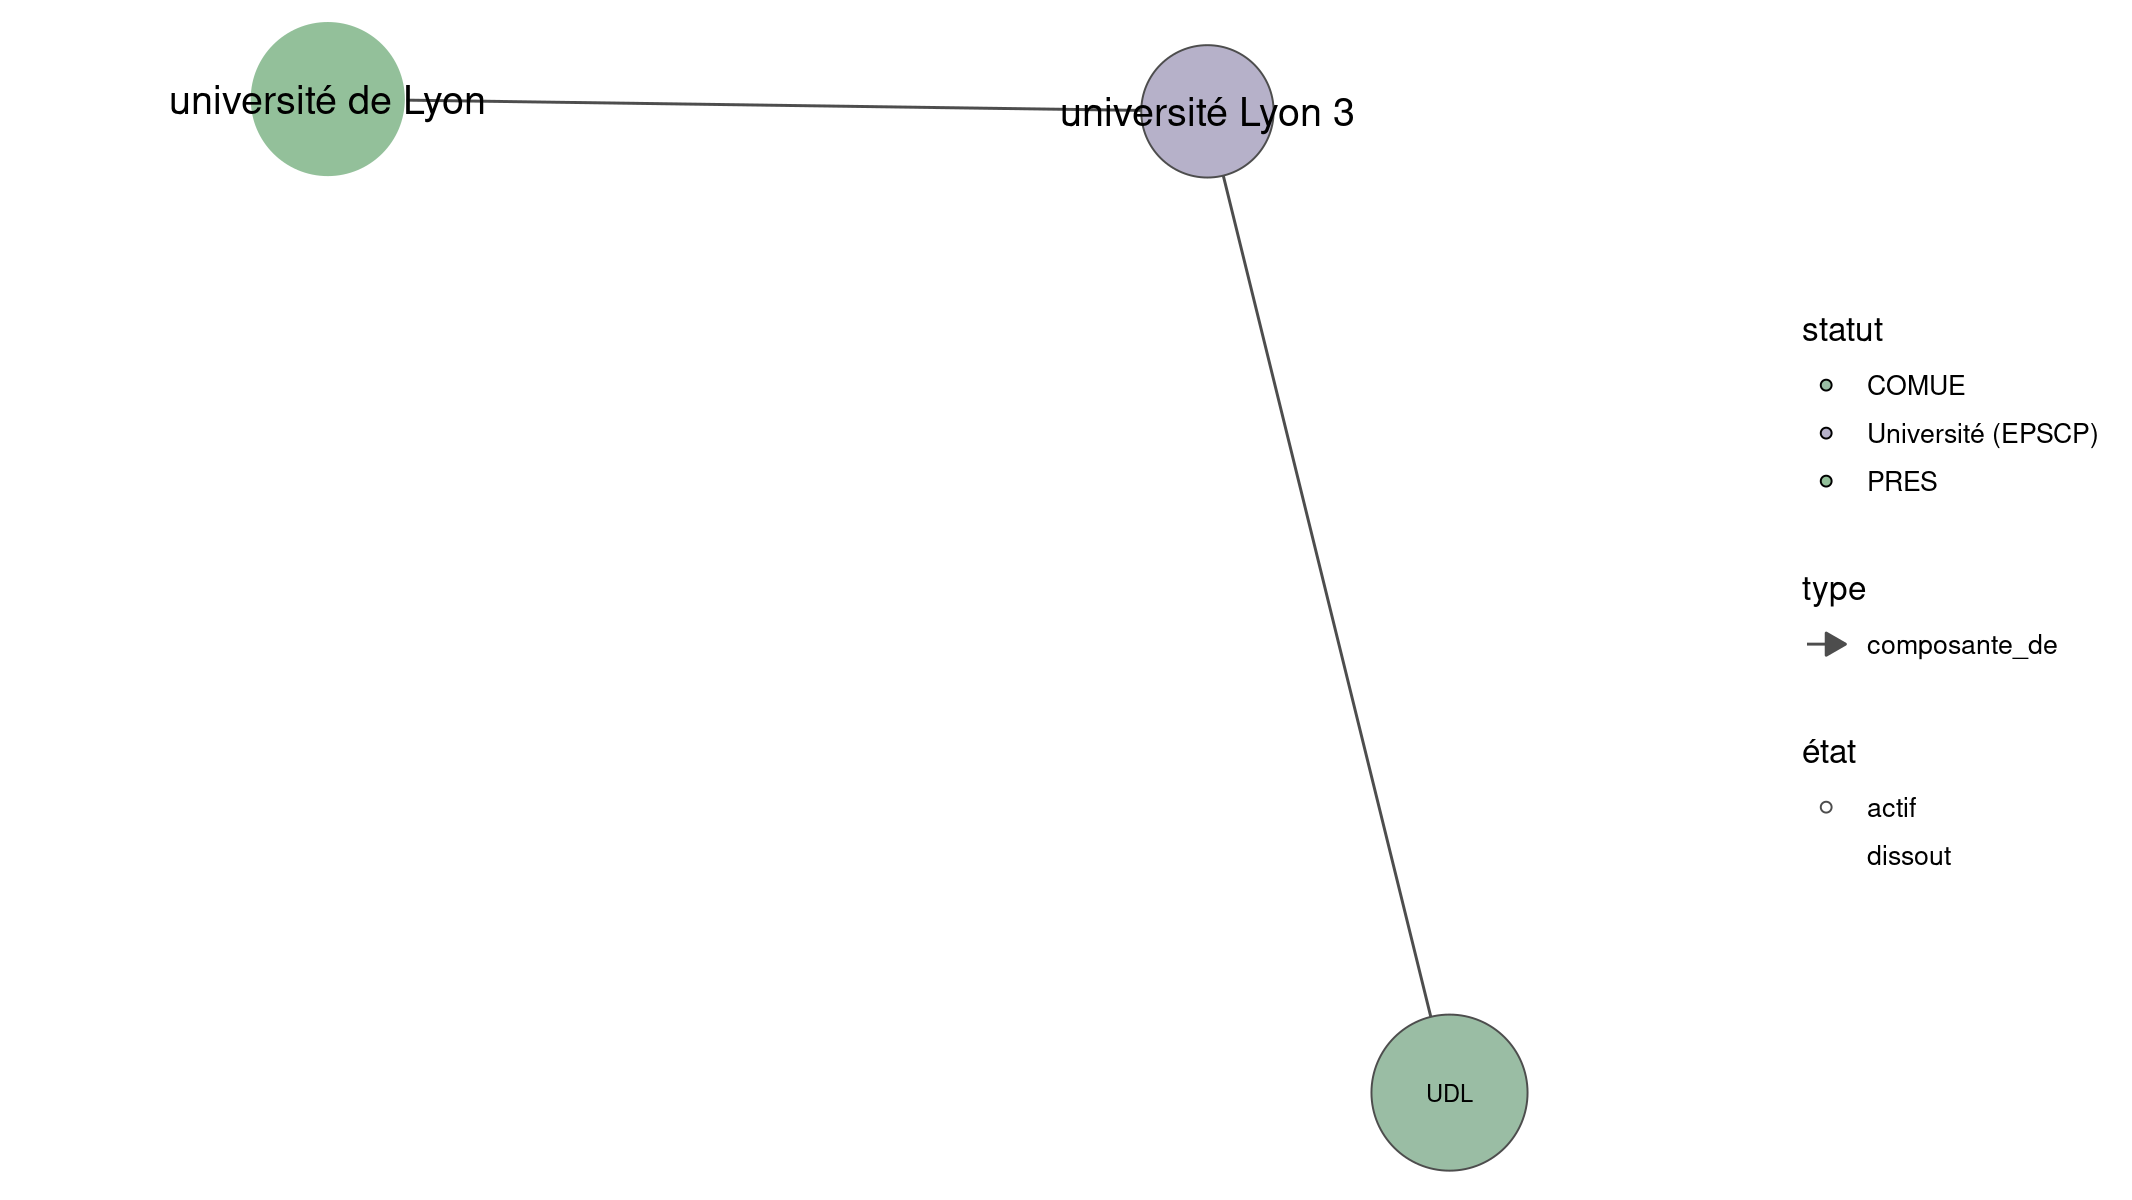 université de Lyon
université Lyon 3
statut
COMUE
Université (EPSCP)
PRES
type
composante_de
état
actif
dissout
UDL